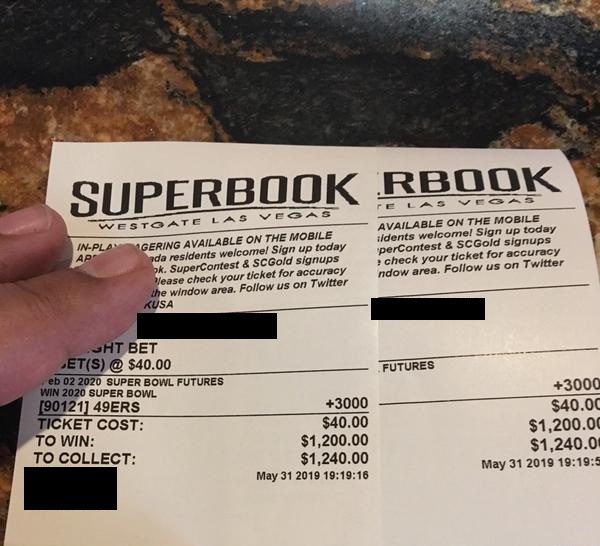 SUPERBOOK
WESTGATE LAS VEGAS
IN-PLAY WAGERING AVAILABLE ON THE MOBILE
residents welcome! Sign up today
SuperContest & SCGold signups
Please check your ticket for accuracy
the window area. Follow us on Twitter
KUSA
GHT BET
BET(S) @ $40.00
Feb 02 2020 SUPER BOWL FUTURES
WIN 2020 SUPER BOWL
[90121] 49ERS +3000
TICKET COST: $40.00
TO WIN: $1,200.00
TO COLLECT: $1,240.00
May 31 2019 19:19:16
RBOOK
TE LAS VEGAS
AVAILABLE ON THE MOBILE
idents welcome! Sign up today
perContest & SCGold signups
check your ticket for accuracy
ndow area. Follow us on Twitter
FUTURES
+3000
$40.00
$1,200.00
$1,240.00
May 31 2019 19:19:5